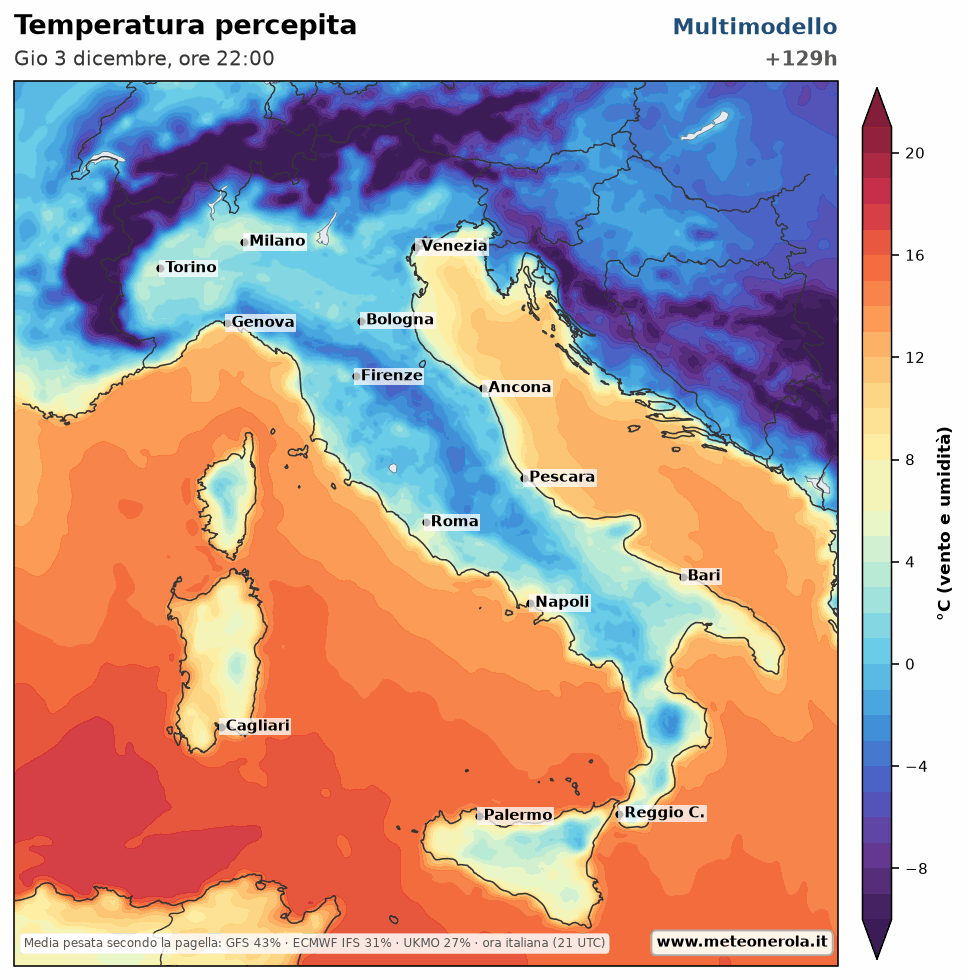 Temperatura percepita
Multimodello
Gio 3 dicembre, ore 22:00
+129h
20
16
12
8
4
0
−4
−8
°C (vento e umidità)
Milano
Venezia
Torino
Genova
Bologna
Firenze
Ancona
Pescara
Roma
Bari
Napoli
Cagliari
Palermo
Reggio C.
Media pesata secondo la pagella: GFS 43% · ECMWF IFS 31% · UKMO 27% · ora italiana (21 UTC)
www.meteonerola.it